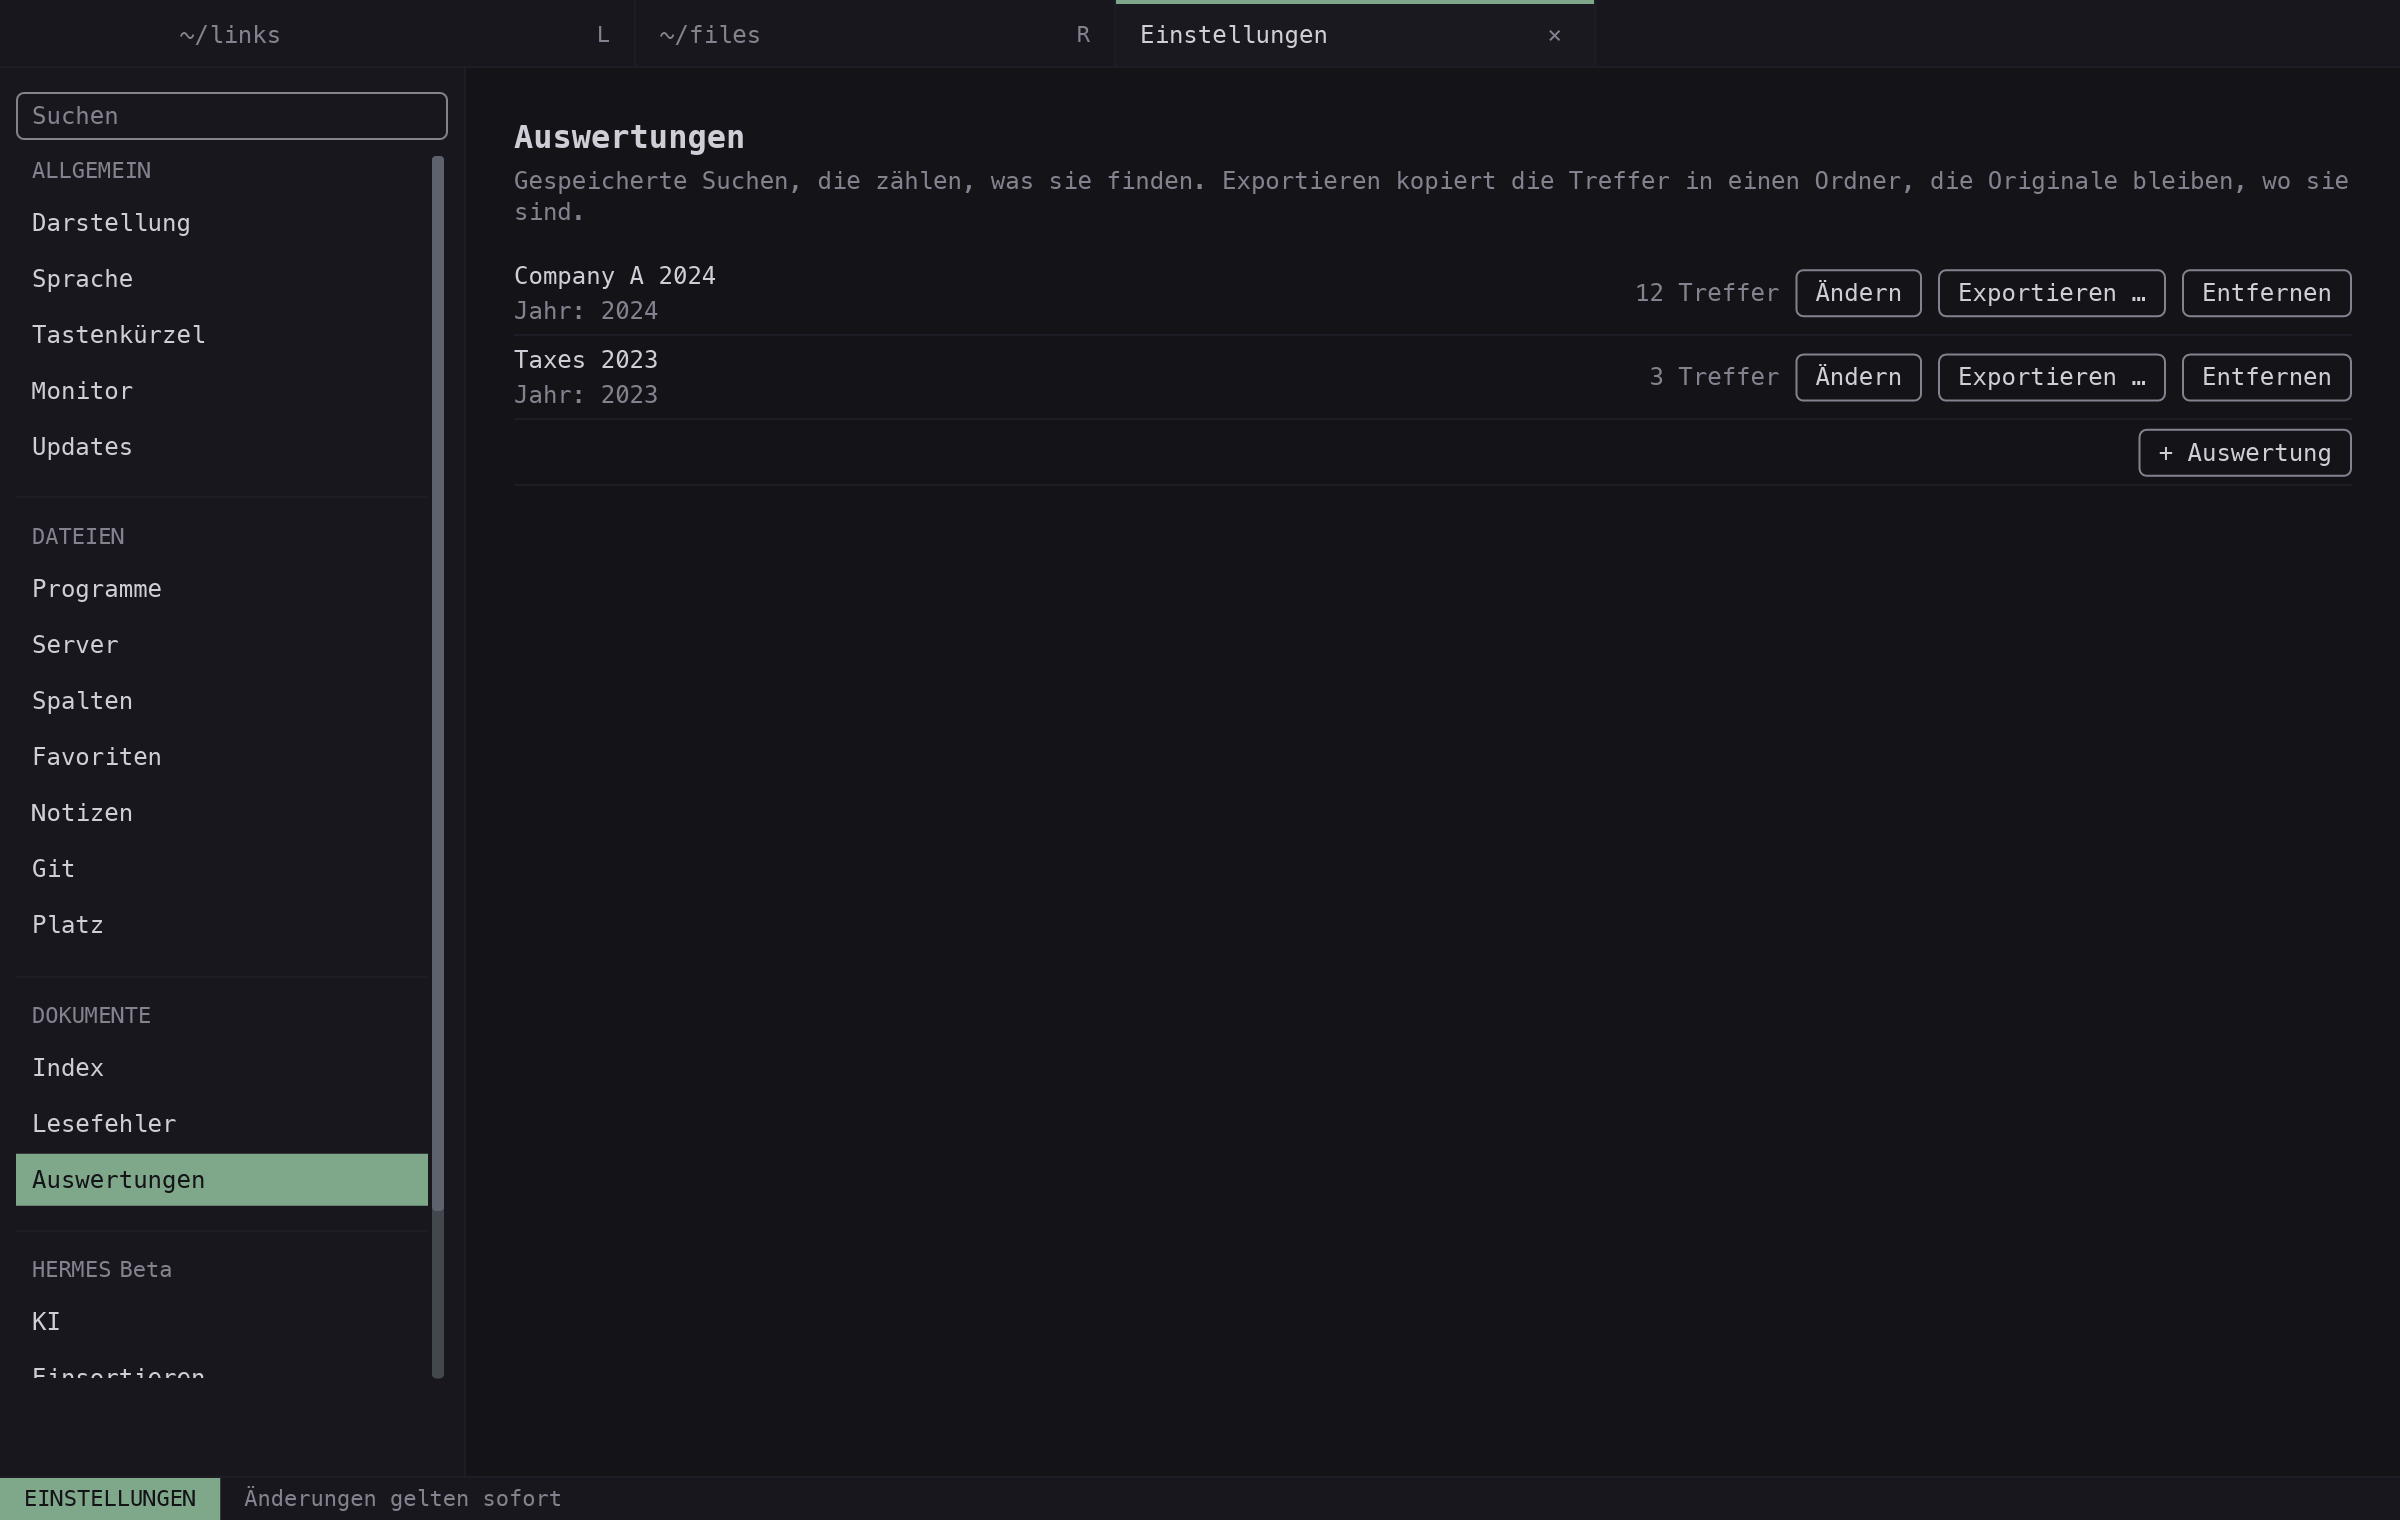 ~/links L ~/files R Einstellungen ×
Suchen
ALLGEMEIN
Darstellung
Sprache
Tastenkürzel
Monitor
Updates
DATEIEN
Programme
Server
Spalten
Favoriten
Notizen
Git
Platz
DOKUMENTE
Index
Lesefehler
Auswertungen
HERMES Beta
KI
Einsortieren
Auswertungen
Gespeicherte Suchen, die zählen, was sie finden. Exportieren kopiert die Treffer in einen Ordner, die Originale bleiben, wo sie
sind.
Company A 2024
Jahr: 2024
12 Treffer Ändern Exportieren … Entfernen
Taxes 2023
Jahr: 2023
3 Treffer Ändern Exportieren … Entfernen
+ Auswertung
EINSTELLUNGEN Änderungen gelten sofort